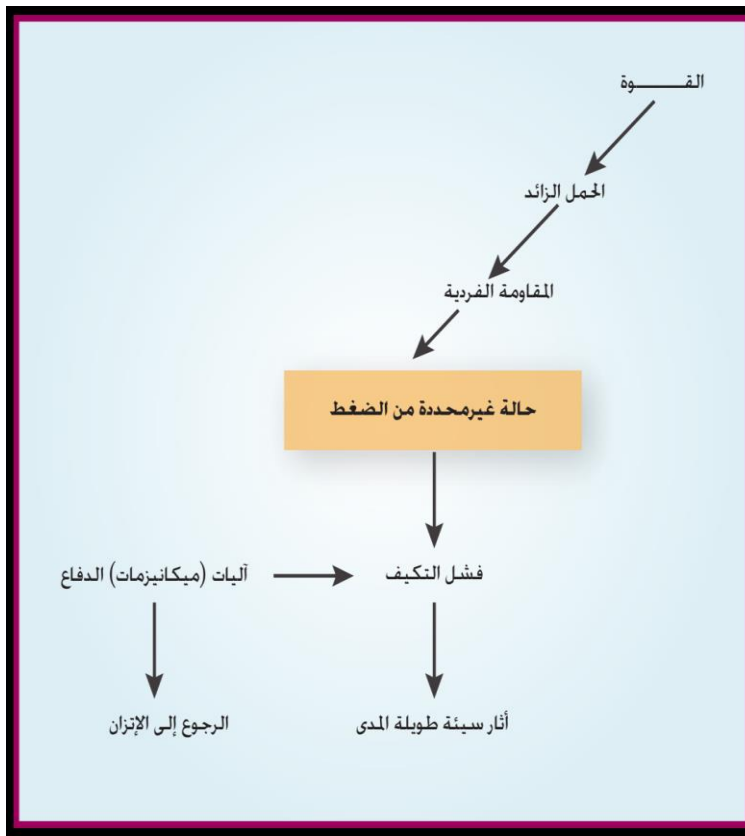 القـــــوة
الحمل الزائد
المقاومة الفردية
حالة غيرمحددة من الضغط
آليات (ميكانيزمات) الدفاع
فشل التكيف
الرجوع إلى الإتزان
أثار سيئة طويلة المدى